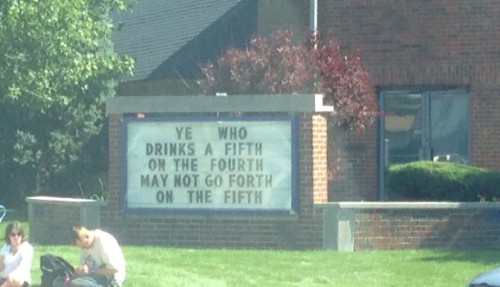 YE WHO
DRINKS A FIFTH
ON THE FOURTH
MAY NOT GO FORTH
ON THE FIFTH